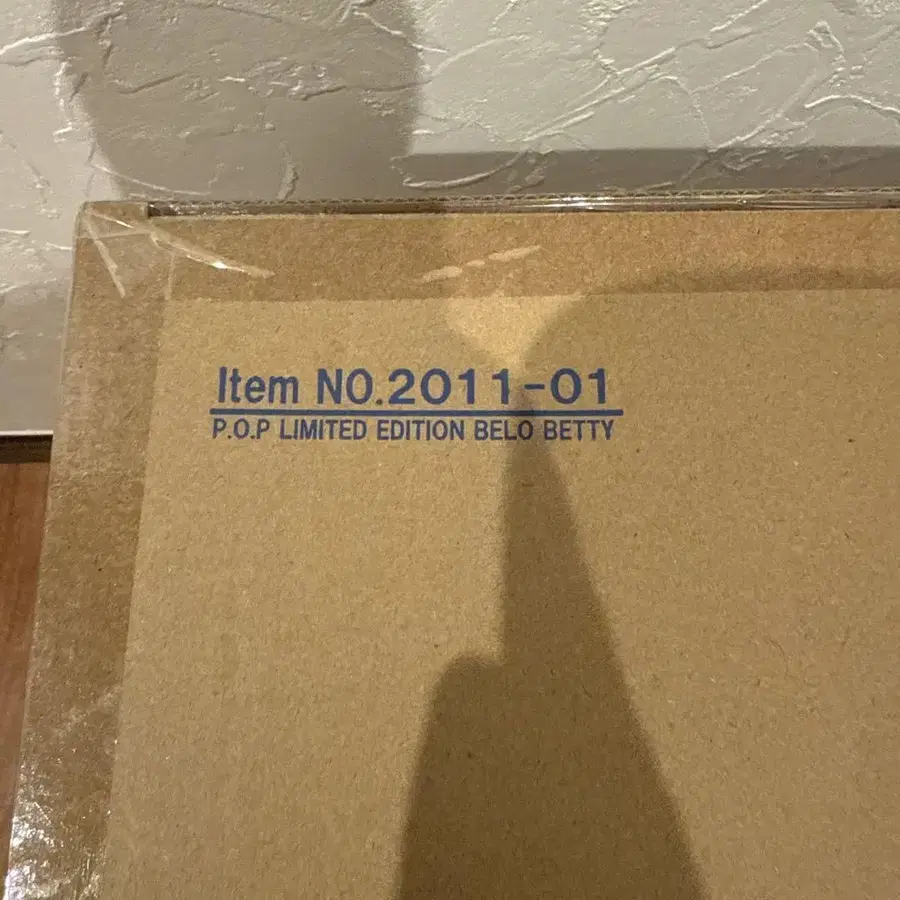 Item NO.2011-01
P.O.P LIMITED EDITION BELO BETTY